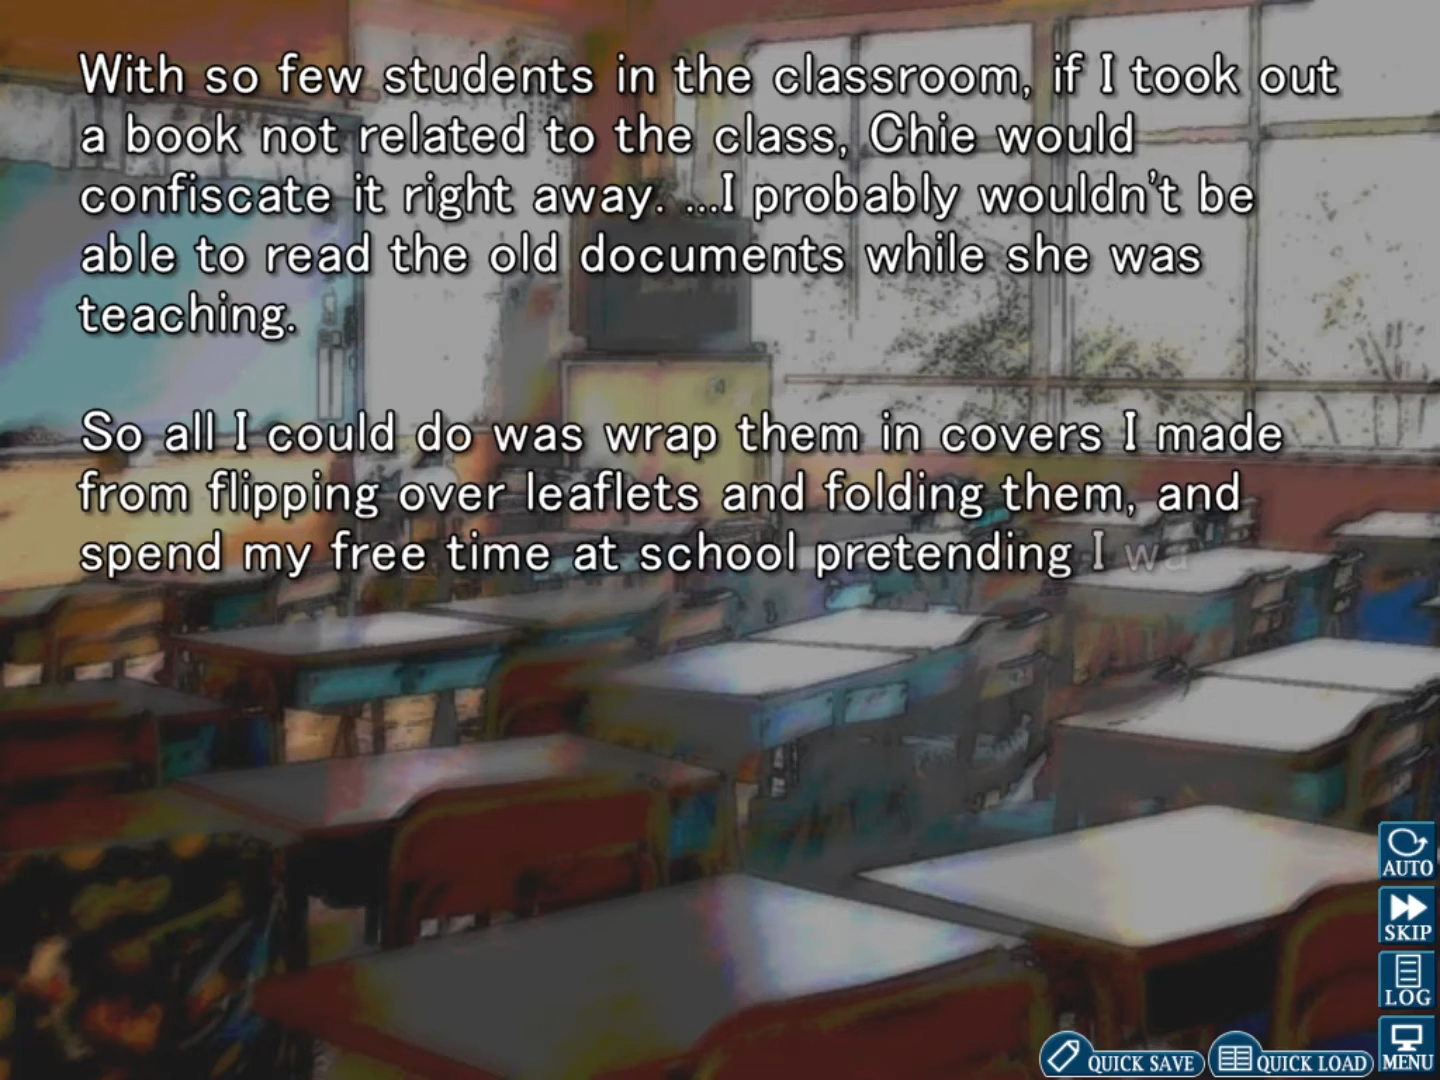 With so few students in the classroom, if I took out
a book not related to the class, Chie would
confiscate it right away. ...I probably wouldn't be
able to read the old documents while she was
teaching.
So all I could do was wrap them in covers I made
from flipping over leaflets and folding them, and
spend my free time at school pretending I wa
AUTO
SKIP
LOG
MENU
QUICK SAVE
QUICK LOAD